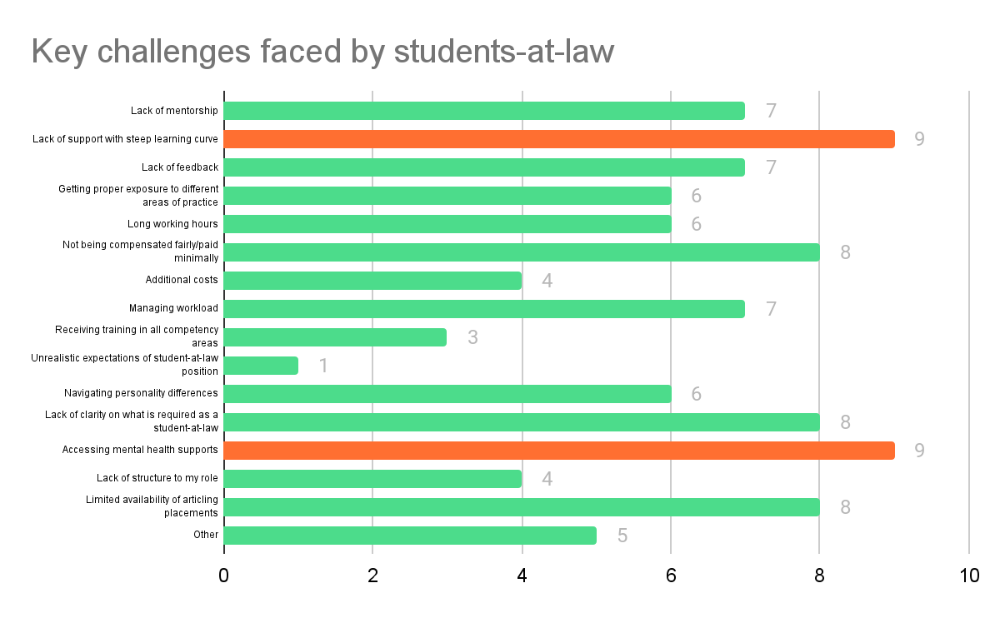 Key challenges faced by students-at-law
Lack of mentorship
7
Lack of support with steep learning curve
9
Lack of feedback
7
Getting proper exposure to different
areas of practice
6
Long working hours
6
Not being compensated fairly/paid
minimally
8
Additional costs
4
Managing workload
7
Receiving training in all competency
areas
3
Unrealistic expectations of student-at-law
position
1
Navigating personality differences
6
Lack of clarity on what is required as a
student-at-law
8
Accessing mental health supports
9
Lack of structure to my role
4
Limited availability of articling
placements
8
Other
5
0 2 4 6 8 10